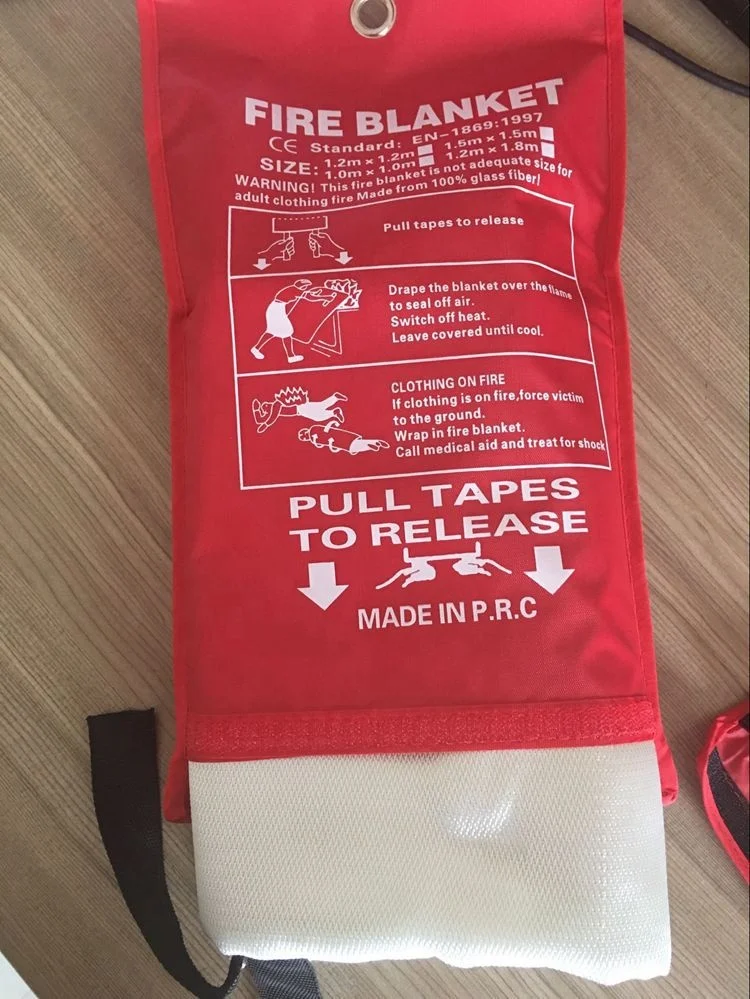 FIRE BLANKET
CE Standard: EN-1869:1997
SIZE: 1.2m × 1.2m 1.5m × 1.5m
1.0m × 1.0m 1.2m × 1.8m
WARNING! This fire blanket is not adequate size for
adult clothing fire Made from 100% glass fiber!
Pull tapes to release
Drape the blanket over the flame
to seal off air.
Switch off heat.
Leave covered until cool.
CLOTHING ON FIRE
If clothing is on fire,force victim
to the ground.
Wrap in fire blanket.
Call medical aid and treat for shock
PULL TAPES
TO RELEASE
MADE IN P.R.C